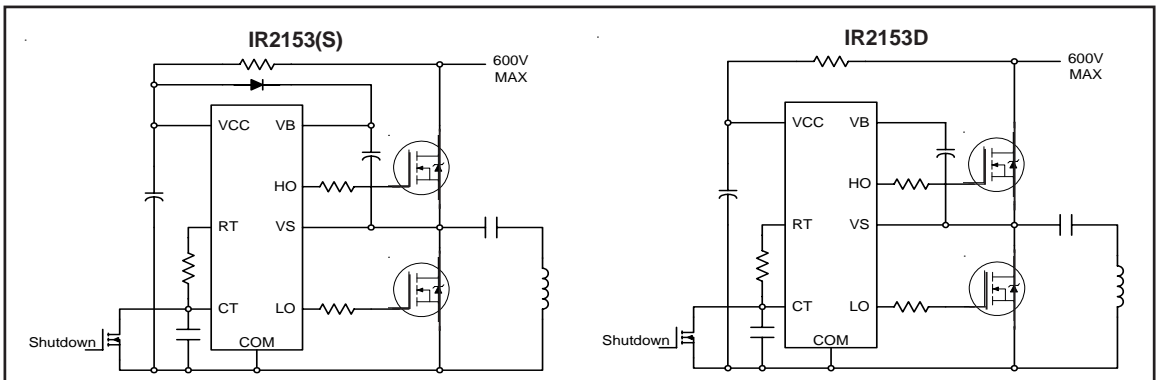 IR2153(S)
600V
MAX
VCC
VB
HO
RT
VS
CT
LO
Shutdown
COM
IR2153D
600V
MAX
VCC
VB
HO
RT
VS
CT
LO
Shutdown
COM